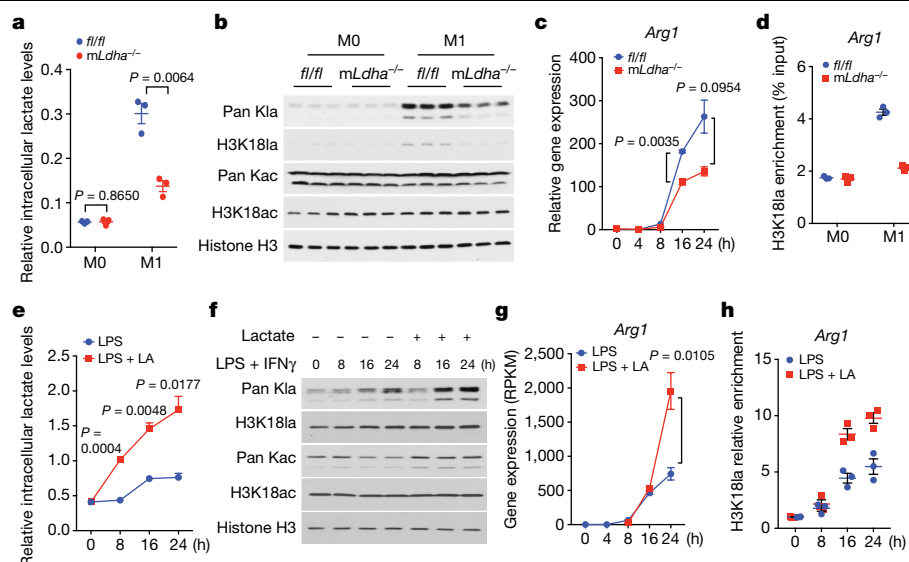 a
fl/fl
mLdha–/–
Relative intracellular lactate levels
P = 0.0064
P = 0.8650
0.4
0.3
0.2
0.1
0.0
M0 M1
b
M0 M1
fl/fl mLdha–/– fl/fl mLdha–/–
Pan Kla
H3K18la
Pan Kac
H3K18ac
Histone H3
c
Arg1
fl/fl
mLdha–/–
Relative gene expression
P = 0.0954
P = 0.0035
400
300
200
100
0
0 4 8 16 24 (h)
d
Arg1
fl/fl
mLdha–/–
H3K18la enrichment (% input)
6
4
2
0
M0 M1
e
LPS
LPS + LA
Relative intracellular lactate levels
P = 0.0177
P = 0.0048
P =
0.0004
2.5
2.0
1.5
1.0
0.5
0.0
0 8 16 24 (h)
f
Lactate – – – – + + +
LPS + IFNγ 0 8 16 24 8 16 24 (h)
Pan Kla
H3K18la
Pan Kac
H3K18ac
Histone H3
g
Arg1
LPS
LPS + LA
Gene expression (RPKM)
P = 0.0105
2,500
2,000
1,500
1,000
500
0
0 4 8 16 24 (h)
h
Arg1
LPS
LPS + LA
H3K18la relative enrichment
15
10
5
0
0 8 16 24 (h)